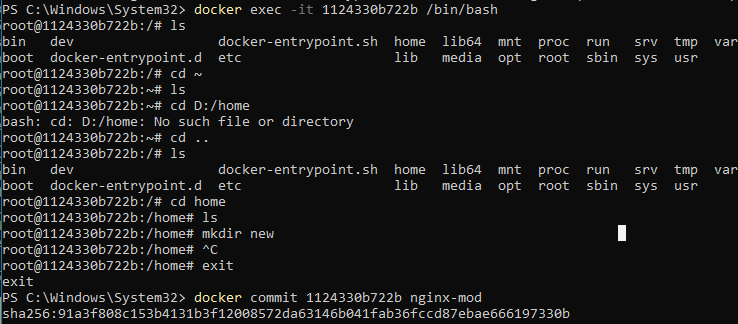 PS C:\Windows\System32> docker exec -it 1124330b722b /bin/bash
root@1124330b722b:/# ls
bin   dev                  docker-entrypoint.sh  home  lib64  mnt  proc  run   srv  tmp  var
boot  docker-entrypoint.d  etc                   lib   media  opt  root  sbin  sys  usr
root@1124330b722b:/# cd ~
root@1124330b722b:~# ls
root@1124330b722b:~# cd D:/home
bash: cd: D:/home: No such file or directory
root@1124330b722b:~# cd ..
root@1124330b722b:/# ls
bin   dev                  docker-entrypoint.sh  home  lib64  mnt  proc  run   srv  tmp  var
boot  docker-entrypoint.d  etc                   lib   media  opt  root  sbin  sys  usr
root@1124330b722b:/# cd home
root@1124330b722b:/home# ls
root@1124330b722b:/home# mkdir new
root@1124330b722b:/home# ^C
root@1124330b722b:/home# exit
exit
PS C:\Windows\System32> docker commit 1124330b722b nginx-mod
sha256:91a3f808c153b4131b3f12008572da63146b041fab36fccd87ebae666197330b